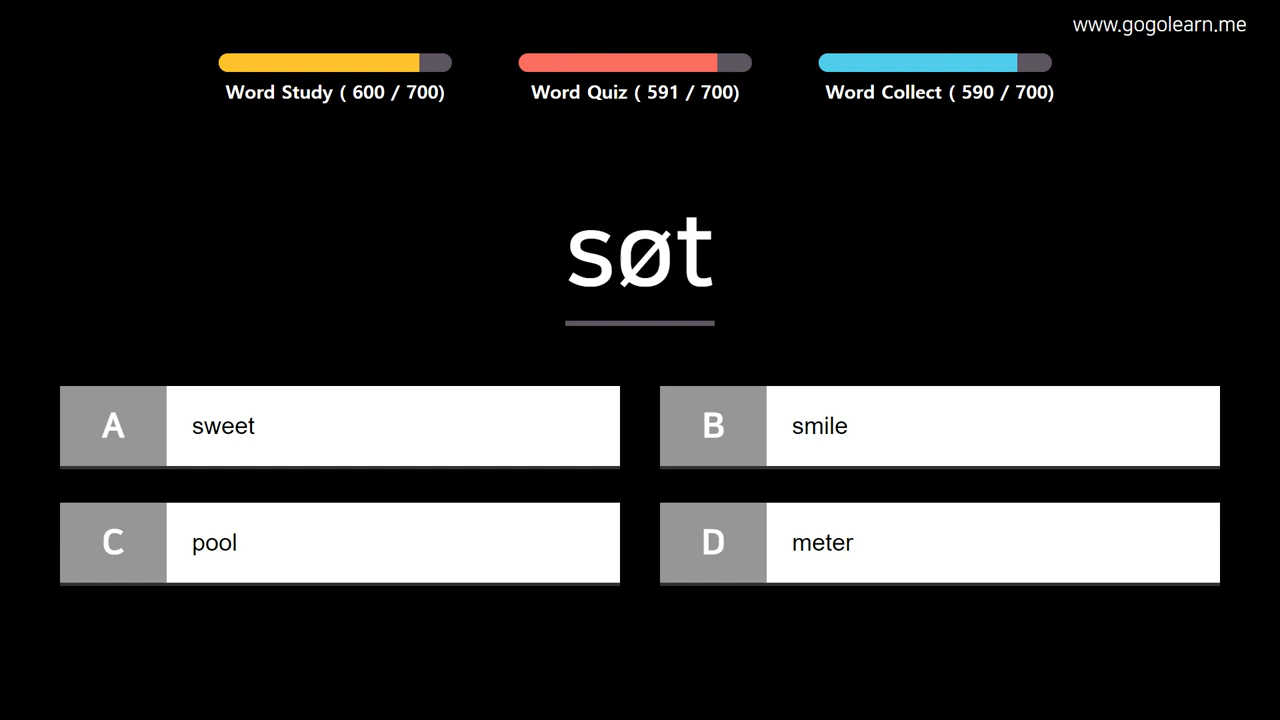 www.gogolearn.me
Word Study ( 600 / 700)
Word Quiz ( 591 / 700)
Word Collect ( 590 / 700)
søt
A sweet
B smile
C pool
D meter